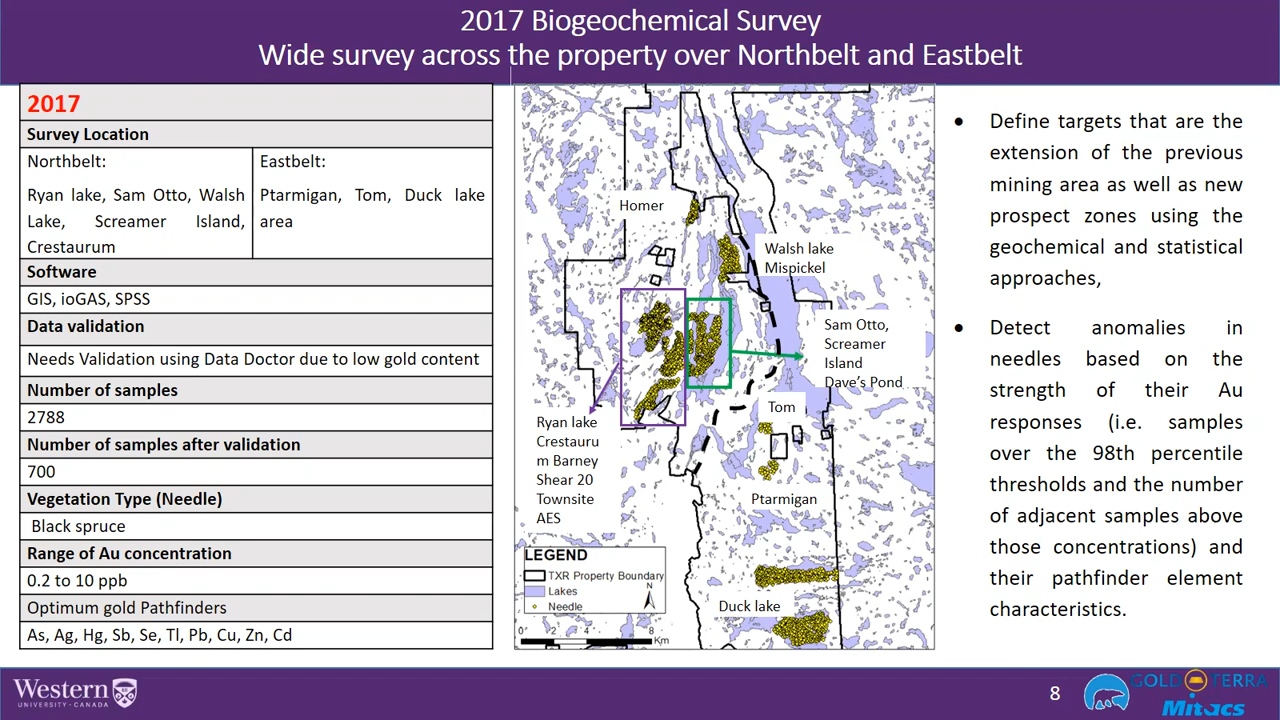 2017 Biogeochemical Survey
Wide survey across the property over Northbelt and Eastbelt
2017
Survey Location
Northbelt:
Ryan lake, Sam Otto, Walsh
Lake, Screamer Island,
Crestaurum
Eastbelt:
Ptarmigan, Tom, Duck lake
area
Software
GIS, ioGAS, SPSS
Data validation
Needs Validation using Data Doctor due to low gold content
Number of samples
2788
Number of samples after validation
700
Vegetation Type (Needle)
Black spruce
Range of Au concentration
0.2 to 10 ppb
Optimum gold Pathfinders
As, Ag, Hg, Sb, Se, Tl, Pb, Cu, Zn, Cd
Homer
Walsh lake
Mispickel
Sam Otto,
Screamer
Island
Dave's Pond
Tom
Ryan lake
Crestauru
m Barney
Shear 20
Townsite
AES
Ptarmigan
Duck lake
LEGEND
TXR Property Boundary
Lakes
Needle
N
0 2 4 8
Km
• Define targets that are the
extension of the previous
mining area as well as new
prospect zones using the
geochemical and statistical
approaches,
• Detect anomalies in
needles based on the
strength of their Au
responses (i.e. samples
over the 98th percentile
thresholds and the number
of adjacent samples above
those concentrations) and
their pathfinder element
characteristics.
Western
UNIVERSITY·CANADA
8
GOLD TERRA
Mitacs